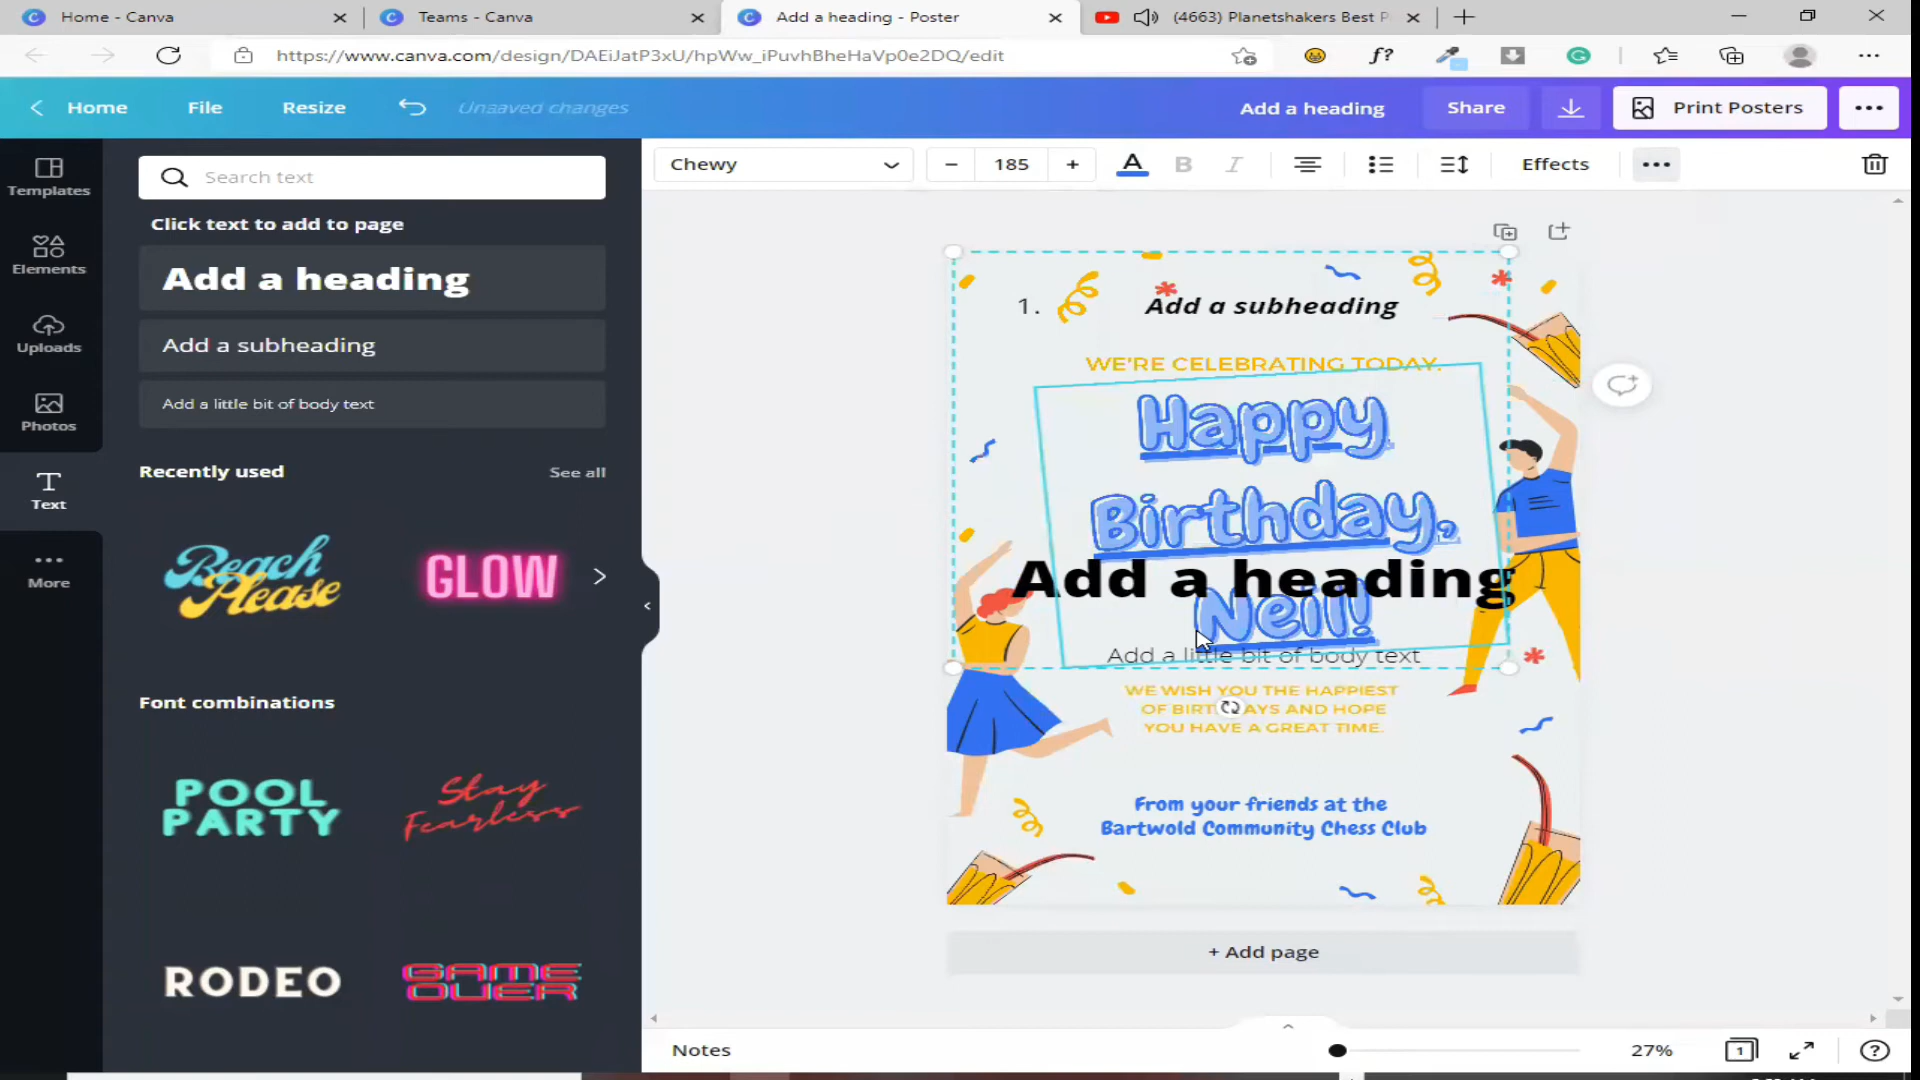 Home - Canva
Teams - Canva
Add a heading - Poster
(4663) Planetshakers Best P
https://www.canva.com/design/DAEiJatP3xU/hpWw_iPuvhBheHaVp0e2DQ/edit
f?
Home File Resize Unsaved changes
Add a heading Share Print Posters
Templates
Elements
Uploads
Photos
Text
More
Search text
Click text to add to page
Add a heading
Add a subheading
Add a little bit of body text
Recently used See all
Beach
Please
GLOW
Font combinations
POOL
PARTY
Stay
Fearless
RODEO
GAME
OVER
Chewy 185 A B I Effects
1. Add a subheading
WE'RE CELEBRATING TODAY.
Happy
Birthday,
Add a heading
Neil!
Add a little bit of body text
WE WISH YOU THE HAPPIEST
OF BIRTHDAYS AND HOPE
YOU HAVE A GREAT TIME.
From your friends at the
Bartwold Community Chess Club
+ Add page
Notes 27% 1 ?